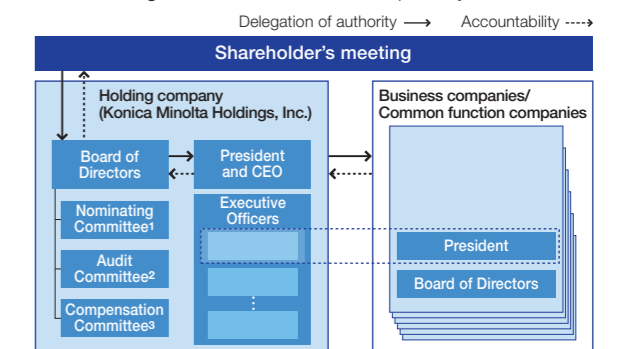 Delegation of authority
Accountability
Shareholder's meeting
Holding company
(Konica Minolta Holdings, Inc.)
Business companies/
Common function companies
Board of
Directors
President
and CEO
Nominating
Committee1
Audit
Committee2
Compensation
Committee3
Executive
Officers
President
Board of Directors